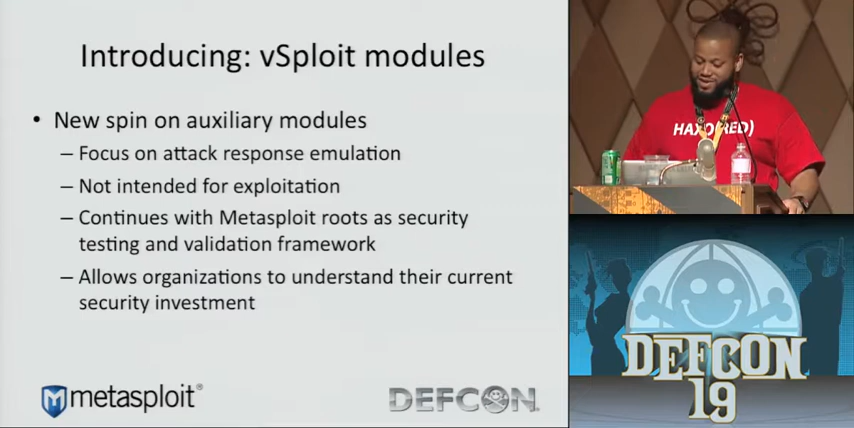 Introducing: vSploit modules
• New spin on auxiliary modules
– Focus on attack response emulation
– Not intended for exploitation
– Continues with Metasploit roots as security
testing and validation framework
– Allows organizations to understand their current
security investment
metasploit®
DEFCON
HAXO(RED)
DEFCON
19